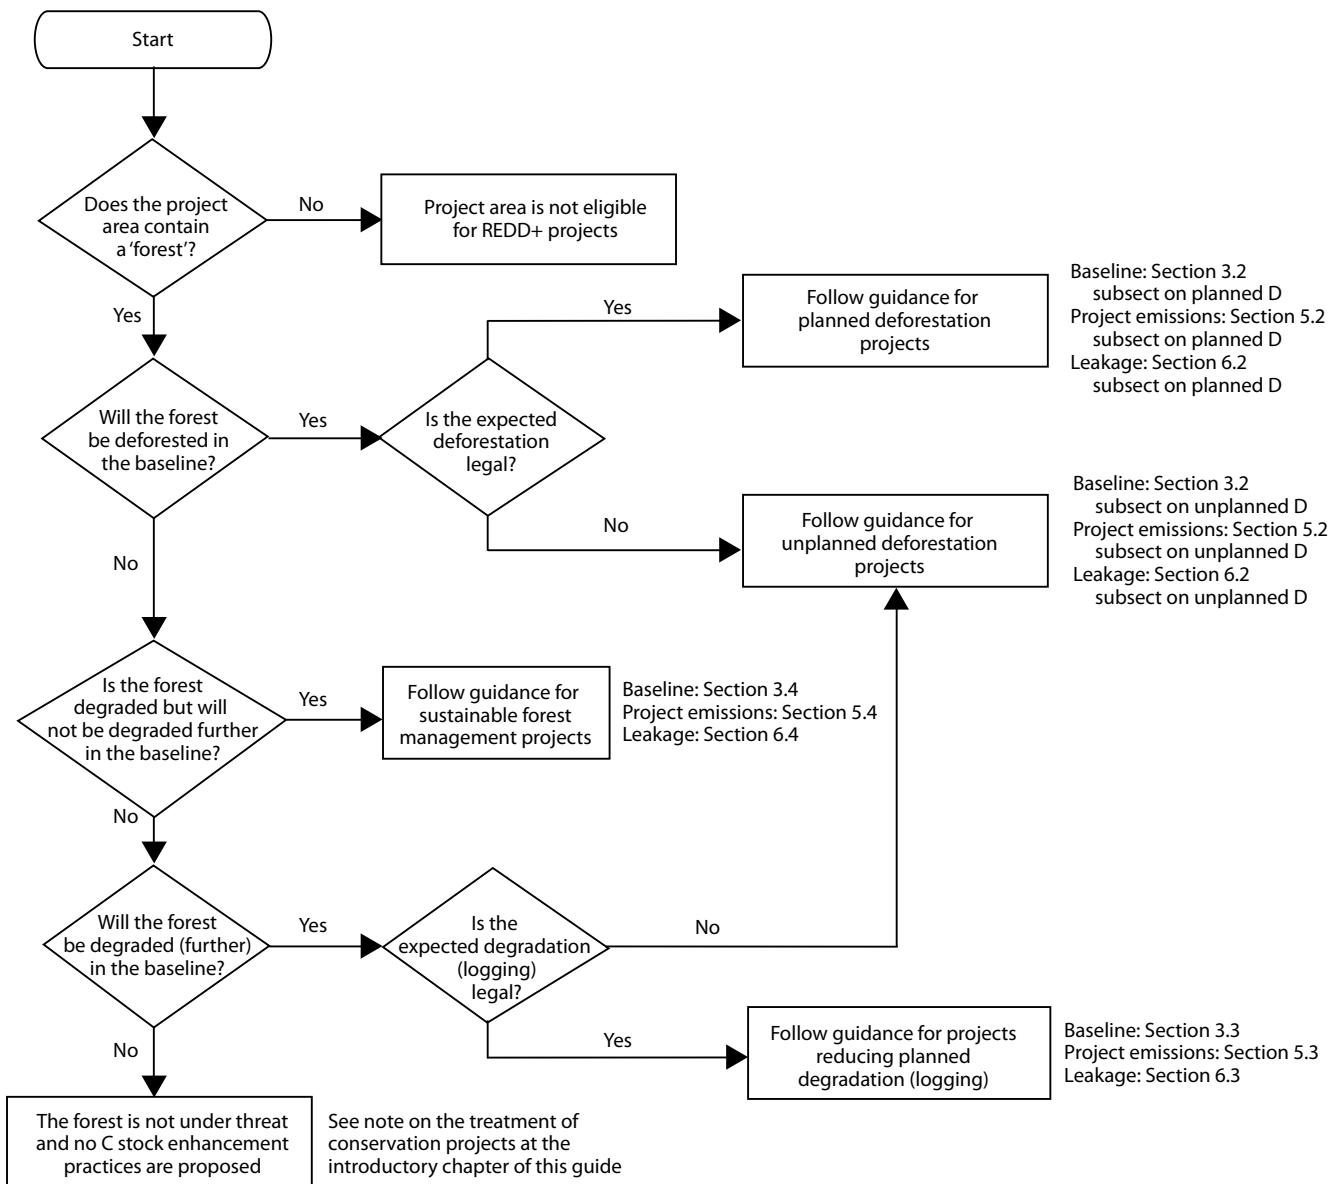 Start
Does the project
area contain
a 'forest'?
No
Project area is not eligible
for REDD+ projects
Yes
Will the forest
be deforested in
the baseline?
Yes
Is the expected
deforestation
legal?
Yes
Follow guidance for
planned deforestation
projects
Baseline: Section 3.2
subsect on planned D
Project emissions: Section 5.2
subsect on planned D
Leakage: Section 6.2
subsect on planned D
No
Follow guidance for
unplanned deforestation
projects
Baseline: Section 3.2
subsect on unplanned D
Project emissions: Section 5.2
subsect on unplanned D
Leakage: Section 6.2
subsect on unplanned D
No
Is the forest
degraded but will
not be degraded further
in the baseline?
Yes
Follow guidance for
sustainable forest
management projects
Baseline: Section 3.4
Project emissions: Section 5.4
Leakage: Section 6.4
No
Will the forest
be degraded (further)
in the baseline?
Yes
Is the
expected degradation
(logging)
legal?
No
Yes
Follow guidance for projects
reducing planned
degradation (logging)
Baseline: Section 3.3
Project emissions: Section 5.3
Leakage: Section 6.3
No
The forest is not under threat
and no C stock enhancement
practices are proposed
See note on the treatment of
conservation projects at the
introductory chapter of this guide